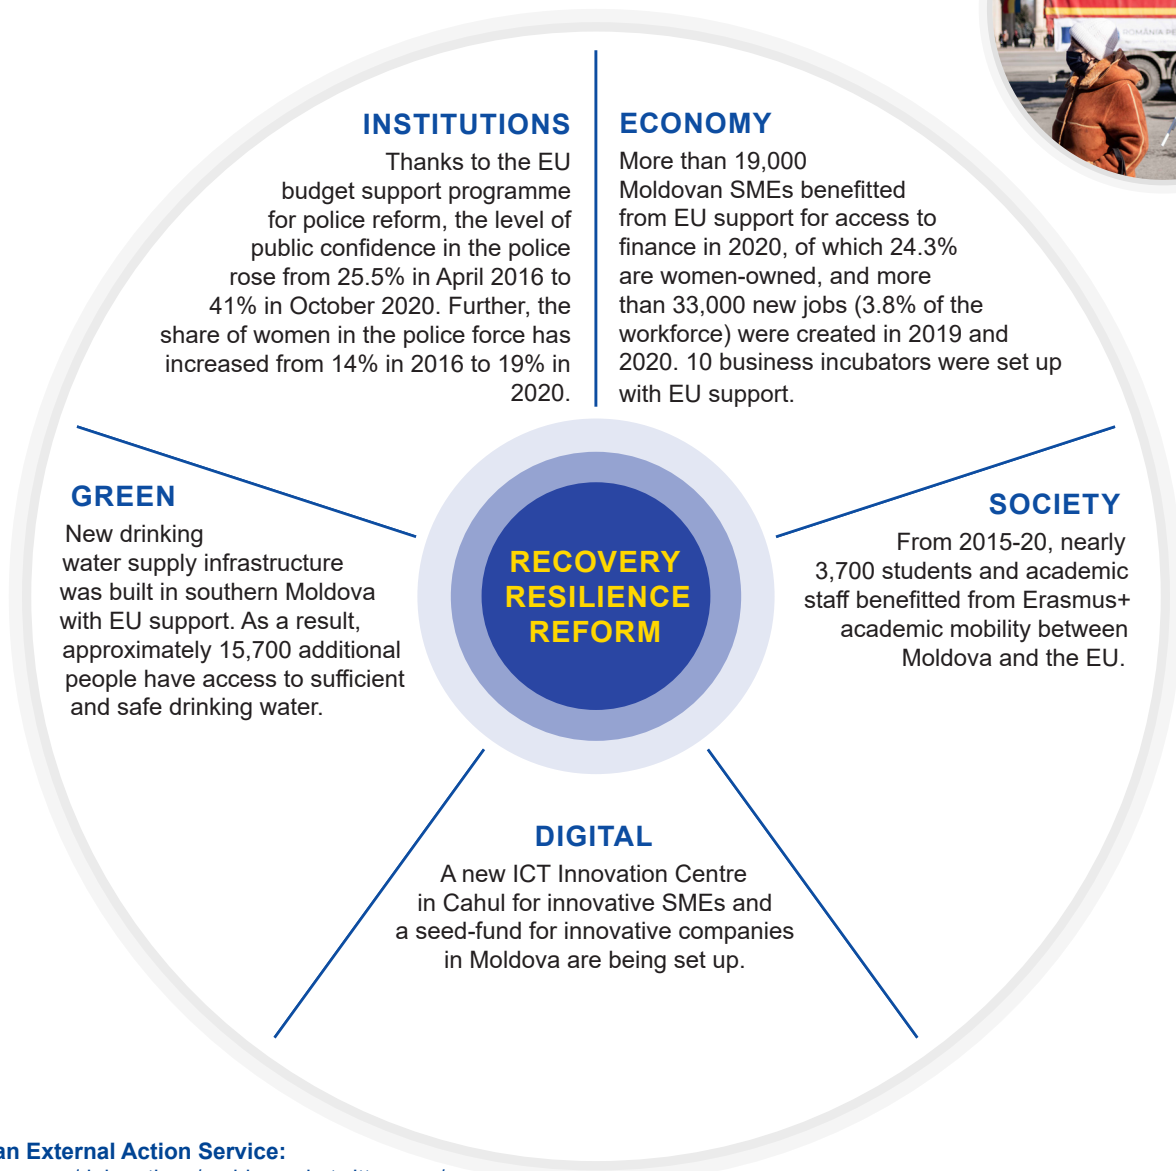 ROMÂNIA PE
INSTITUTIONS
Thanks to the EU
budget support programme
for police reform, the level of
public confidence in the police
rose from 25.5% in April 2016 to
41% in October 2020. Further, the
share of women in the police force has
increased from 14% in 2016 to 19% in
2020.
ECONOMY
More than 19,000
Moldovan SMEs benefitted
from EU support for access to
finance in 2020, of which 24.3%
are women-owned, and more
than 33,000 new jobs (3.8% of the
workforce) were created in 2019 and
2020. 10 business incubators were set up
with EU support.
GREEN
New drinking
water supply infrastructure
was built in southern Moldova
with EU support. As a result,
approximately 15,700 additional
people have access to sufficient
and safe drinking water.
RECOVERY
RESILIENCE
REFORM
SOCIETY
From 2015-20, nearly
3,700 students and academic
staff benefitted from Erasmus+
academic mobility between
Moldova and the EU.
DIGITAL
A new ICT Innovation Centre
in Cahul for innovative SMEs and
a seed-fund for innovative companies
in Moldova are being set up.
an External Action Service: